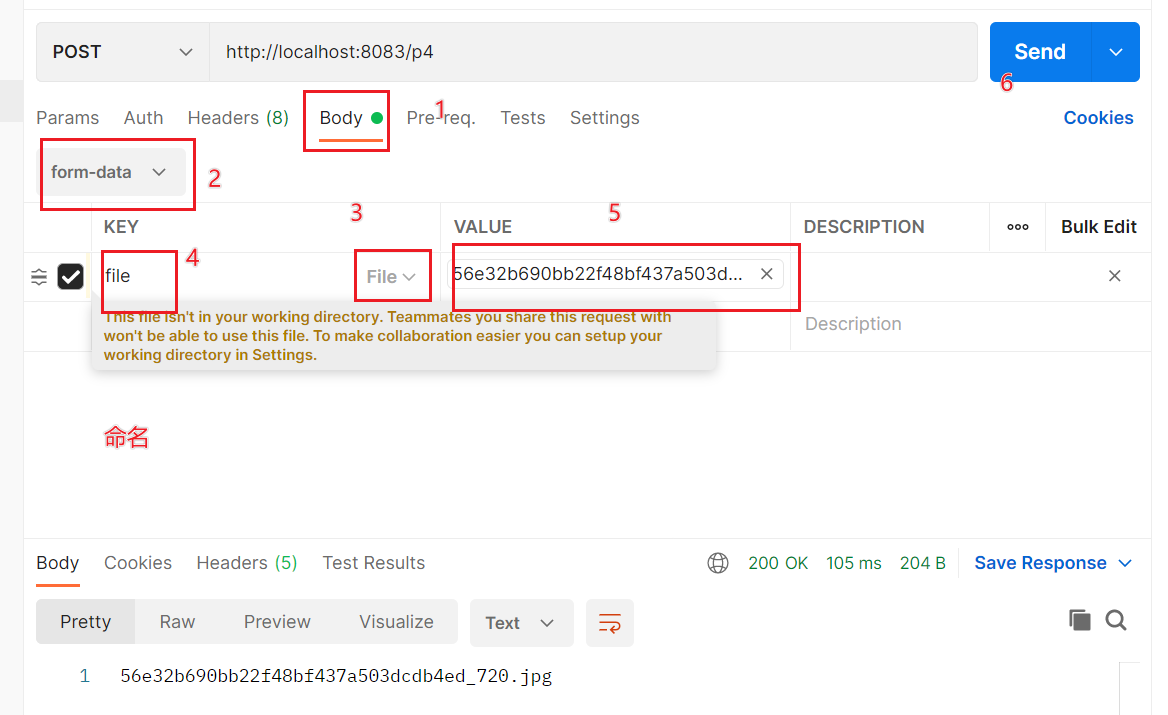 POST http://localhost:8083/p4 Send
6
Params Auth Headers (8) Body Pre-req. Tests Settings Cookies
1
form-data
2
3
5
KEY VALUE DESCRIPTION Bulk Edit
4
file File 56e32b690bb22f48bf437a503d...
This file isn't in your working directory. Teammates you share this request with
won't be able to use this file. To make collaboration easier you can setup your
working directory in Settings.
Description
命名
Body Cookies Headers (5) Test Results 200 OK 105 ms 204 B Save Response
Pretty Raw Preview Visualize Text
1 56e32b690bb22f48bf437a503dcdb4ed_720.jpg